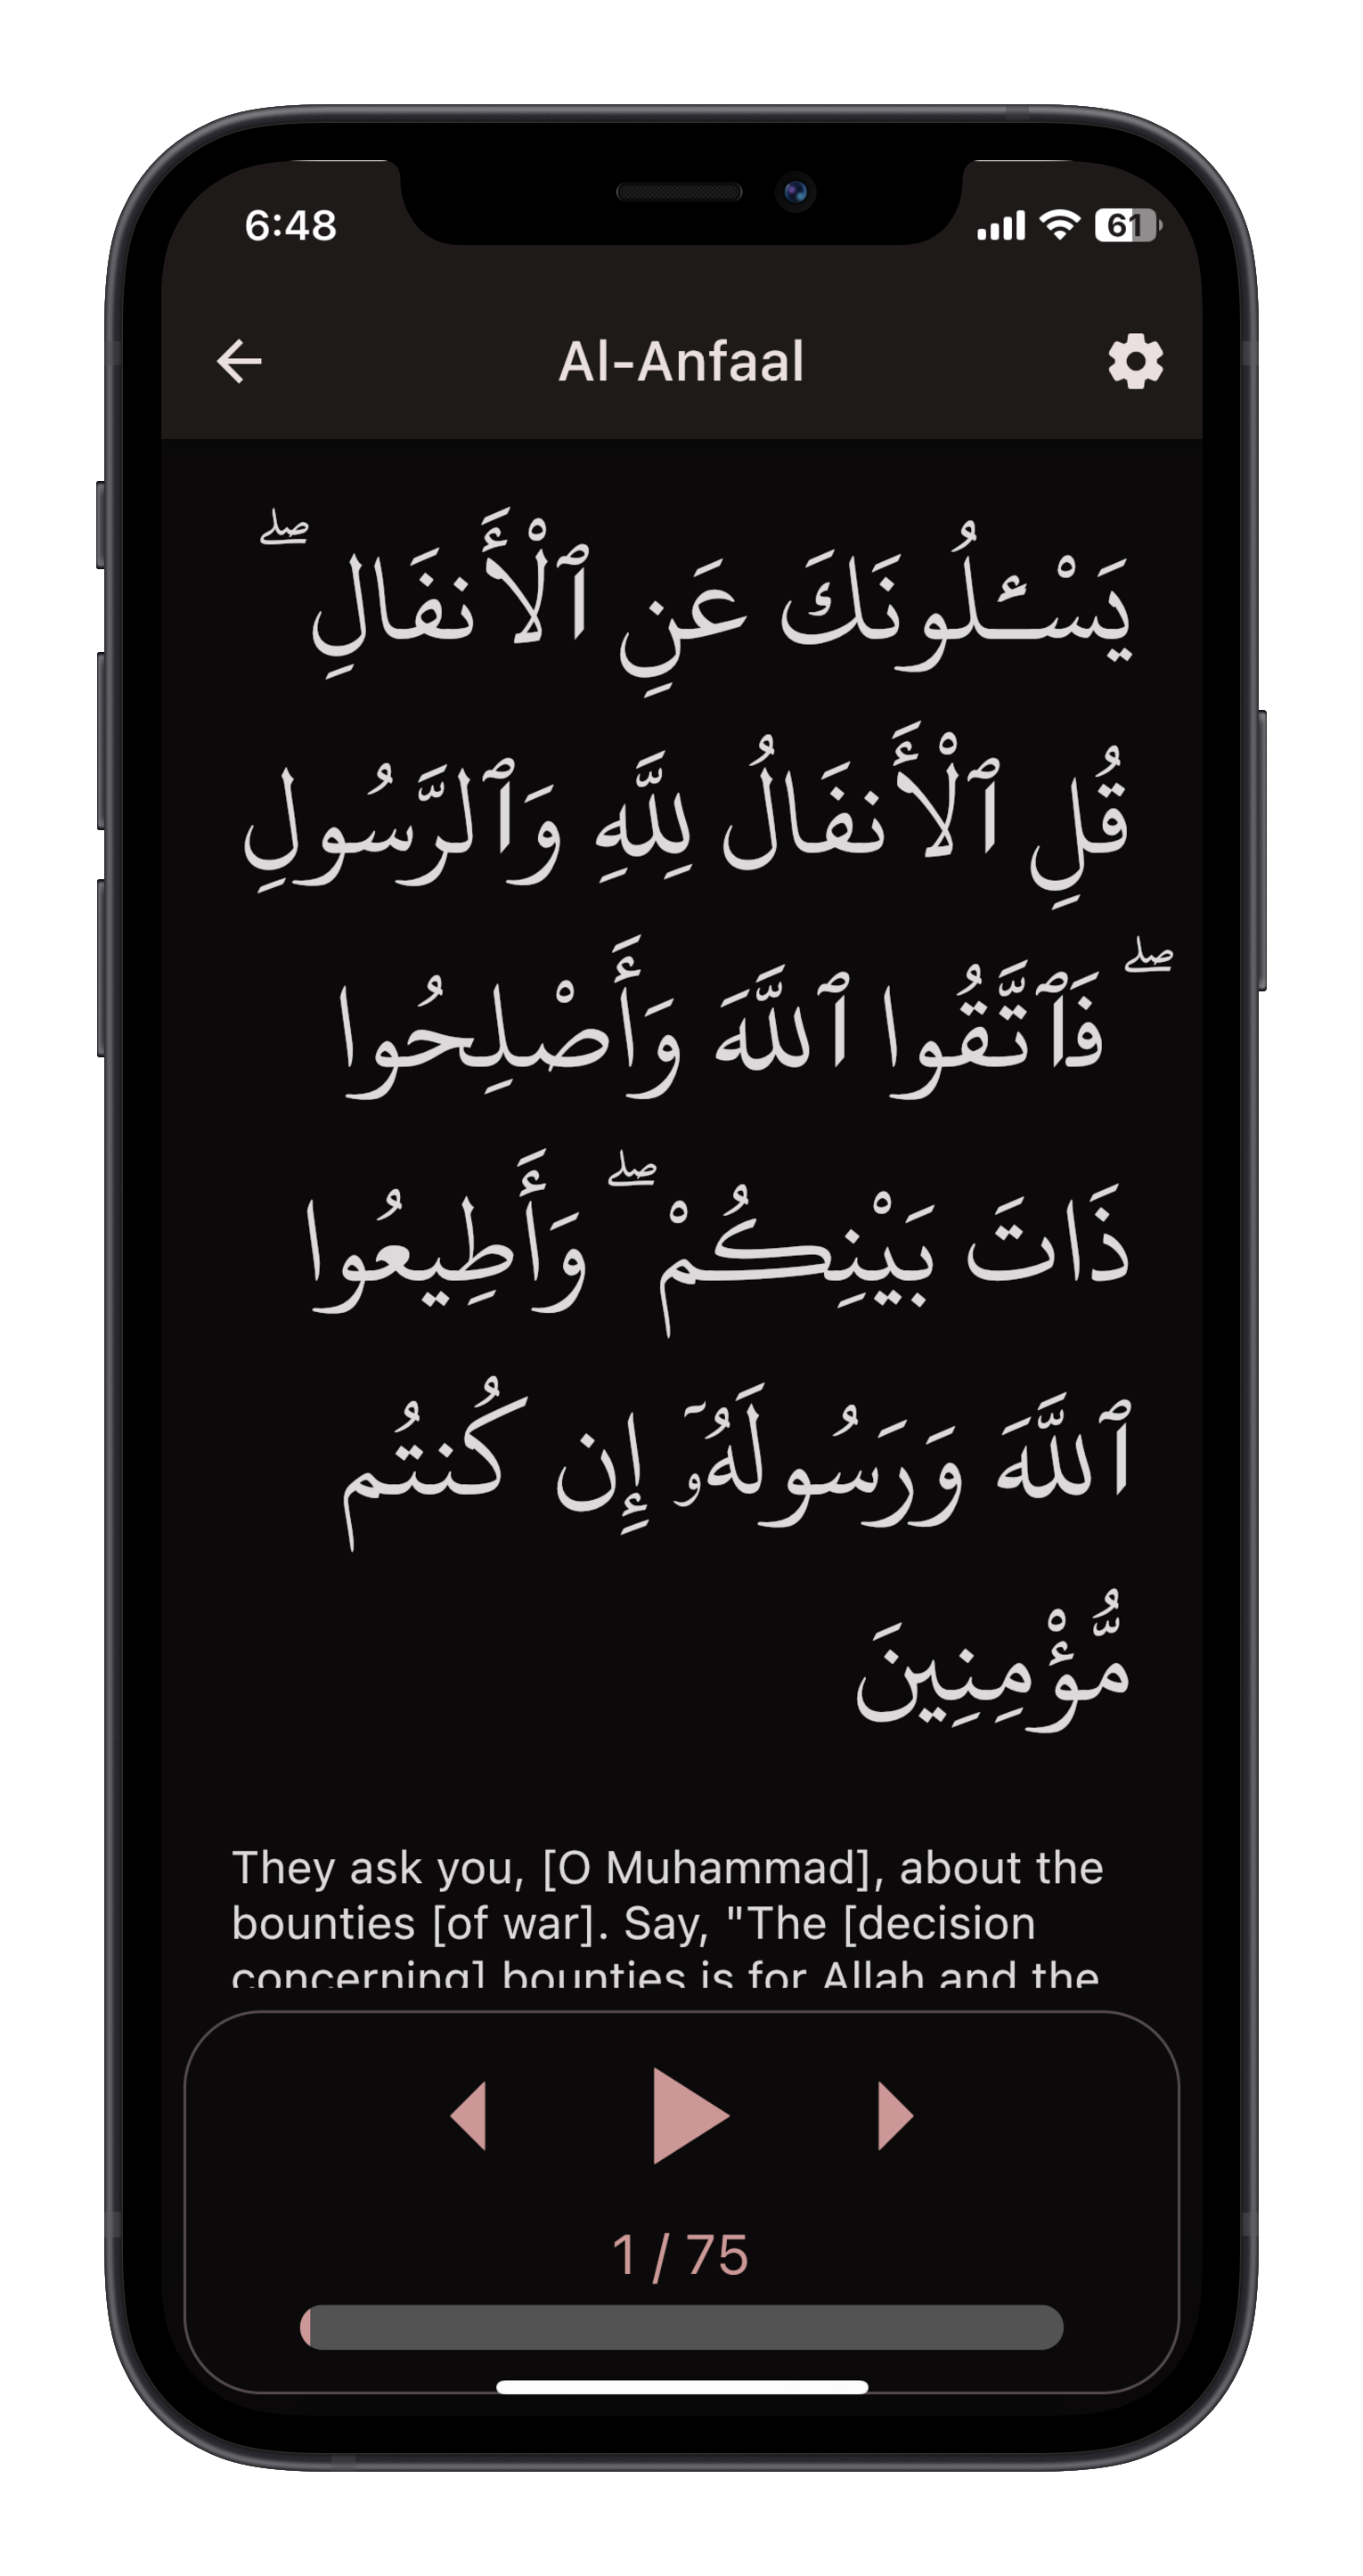 6:48
61
Al-Anfaal
يَسْـَٔلُونَكَ عَنِ ٱلْأَنفَالِ ۖ
قُلِ ٱلْأَنفَالُ لِلَّهِ وَٱلرَّسُولِ
ۖ فَٱتَّقُوا ٱللَّهَ وَأَصْلِحُوا
ذَاتَ بَيْنِكُمْ ۖ وَأَطِيعُوا
ٱللَّهَ وَرَسُولَهُۥٓ إِن كُنتُم
مُّؤْمِنِينَ
They ask you, [O Muhammad], about the
bounties [of war]. Say, "The [decision
concerning] bounties is for Allah and the
1 / 75